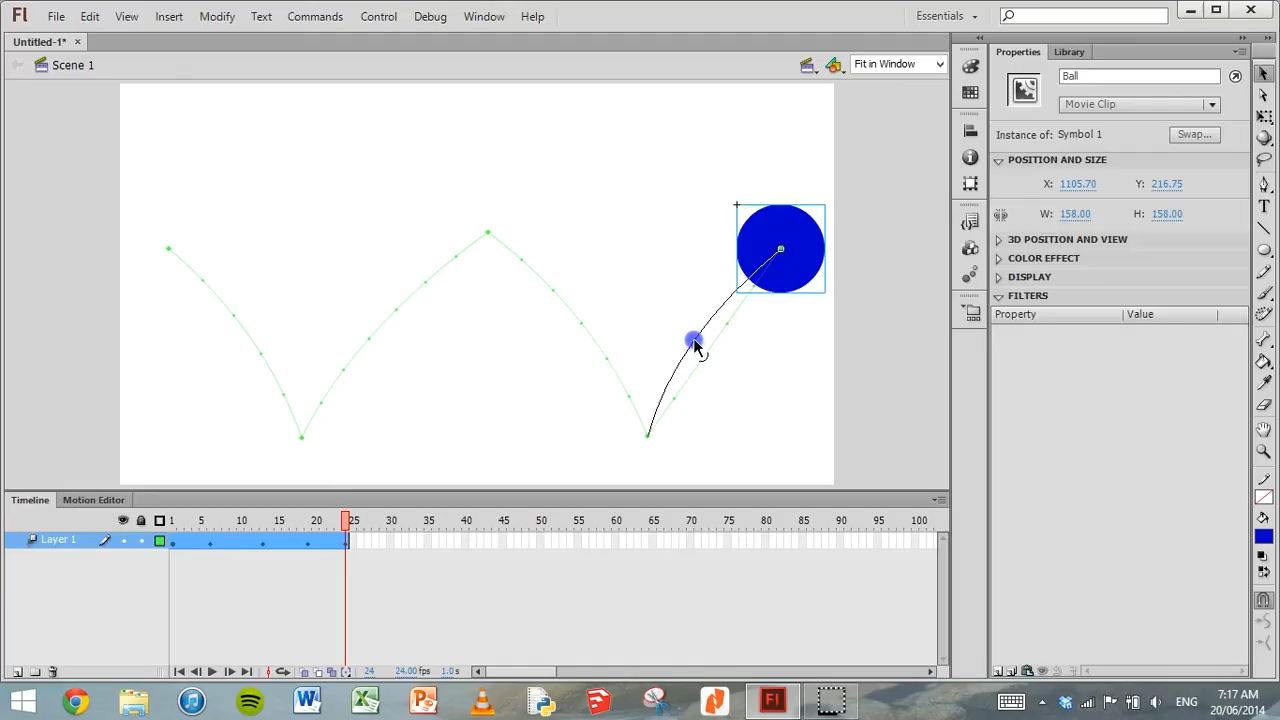 Fl File Edit View Insert Modify Text Commands Control Debug Window Help Essentials
Untitled-1*
Scene 1 Fit in Window
Properties Library
Ball
Movie Clip
Instance of: Symbol 1 Swap...
POSITION AND SIZE
X: 1105.70 Y: 216.75
W: 158.00 H: 158.00
3D POSITION AND VIEW
COLOR EFFECT
DISPLAY
FILTERS
Property Value
Timeline Motion Editor
1 5 10 15 20 25 30 35 40 45 50 55 60 65 70 75 80 85 90 95 100
Layer 1
24 24.00 fps 1.0 s
Fl ENG 7:17 AM
20/06/2014